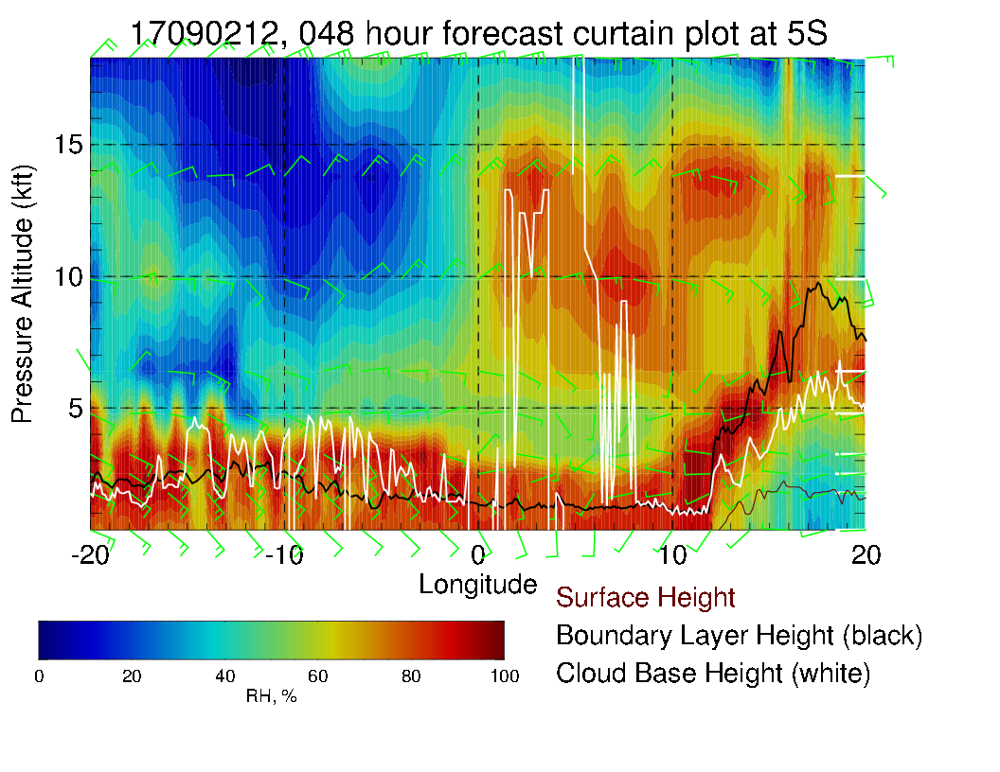 17090212, 048 hour forecast curtain plot at 5S
Pressure Altitude (kft)
15
10
5
-20 -10 0 10 20
Longitude
Surface Height
Boundary Layer Height (black)
Cloud Base Height (white)
0 20 40 60 80 100
RH, %